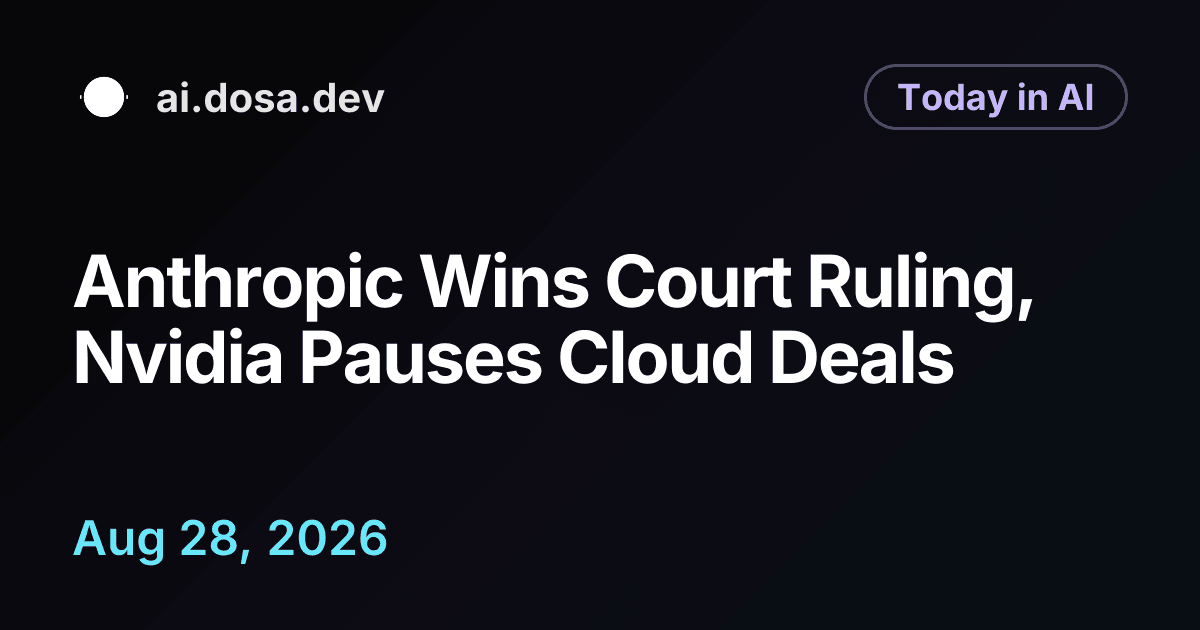 ai.dosa.dev
Today in AI
Anthropic Wins Court Ruling,
Nvidia Pauses Cloud Deals
Aug 28, 2026